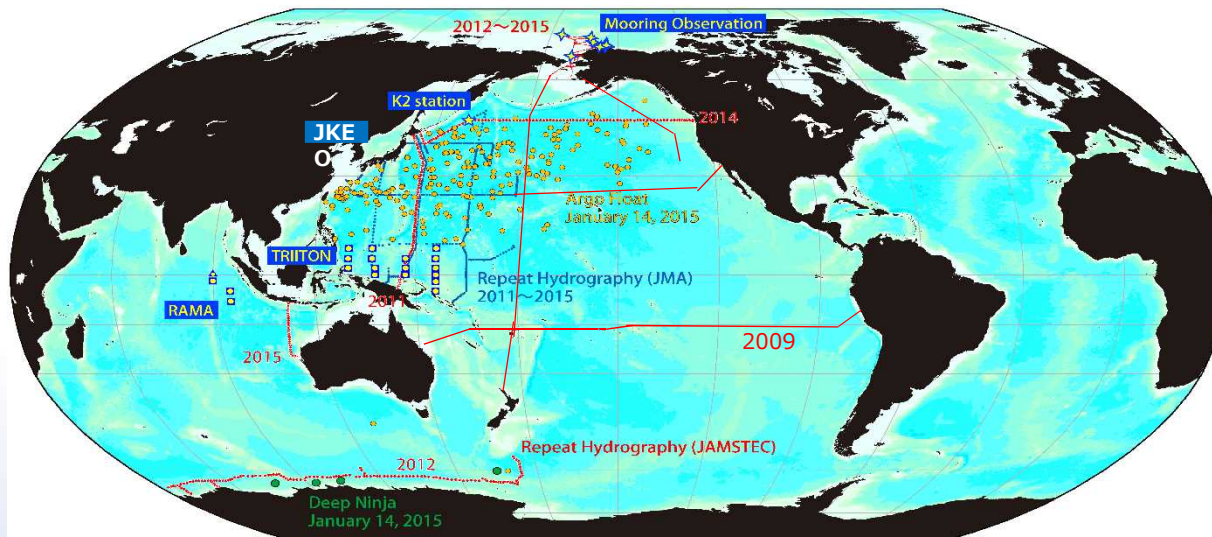 2012～2015
Mooring Observation
K2 station
2014
JKE
O
Argo Float
January 14, 2015
TRIITON
Repeat Hydrography (JMA)
2011～2015
2011
RAMA
2009
2015
Repeat Hydrography (JAMSTEC)
2012
Deep Ninja
January 14, 2015